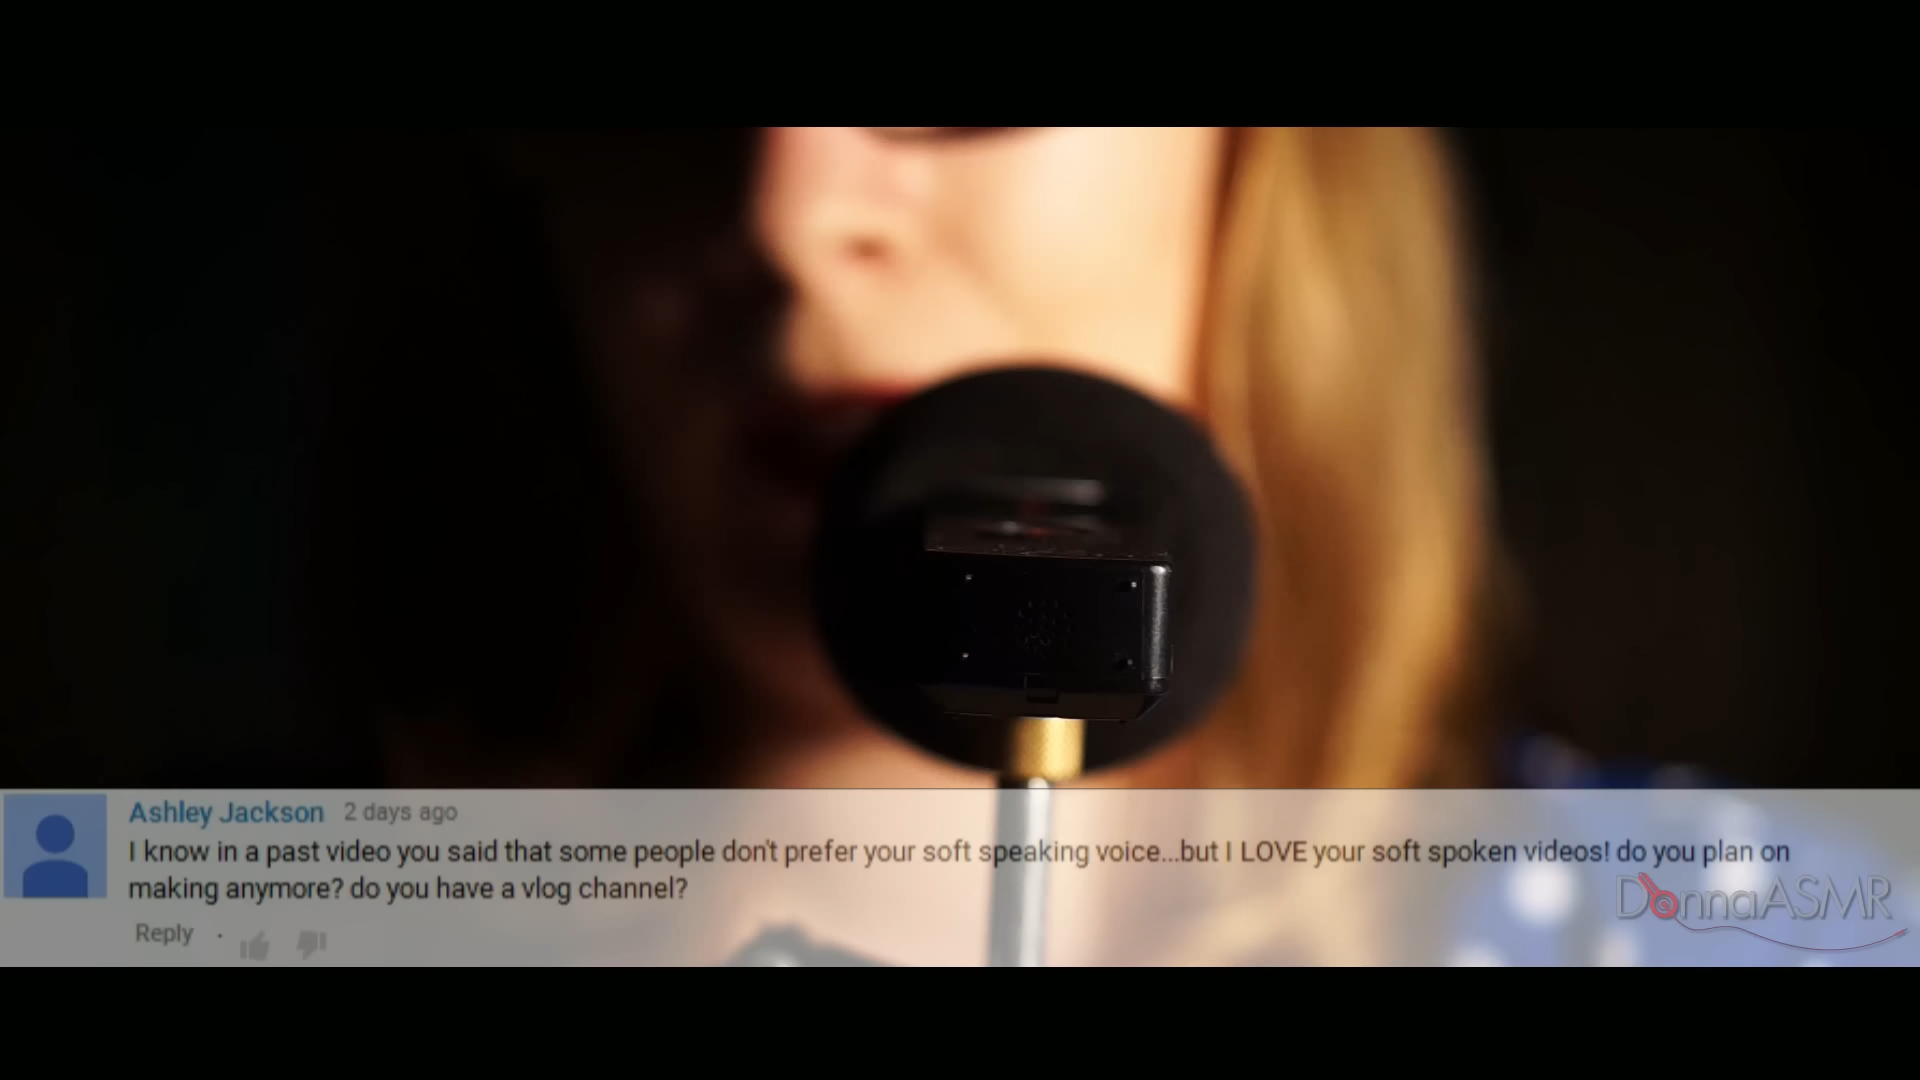 Ashley Jackson 2 days ago
I know in a past video you said that some people don't prefer your soft speaking voice...but I LOVE your soft spoken videos! do you plan on
making anymore? do you have a vlog channel?
DonnaASMR
Reply ·